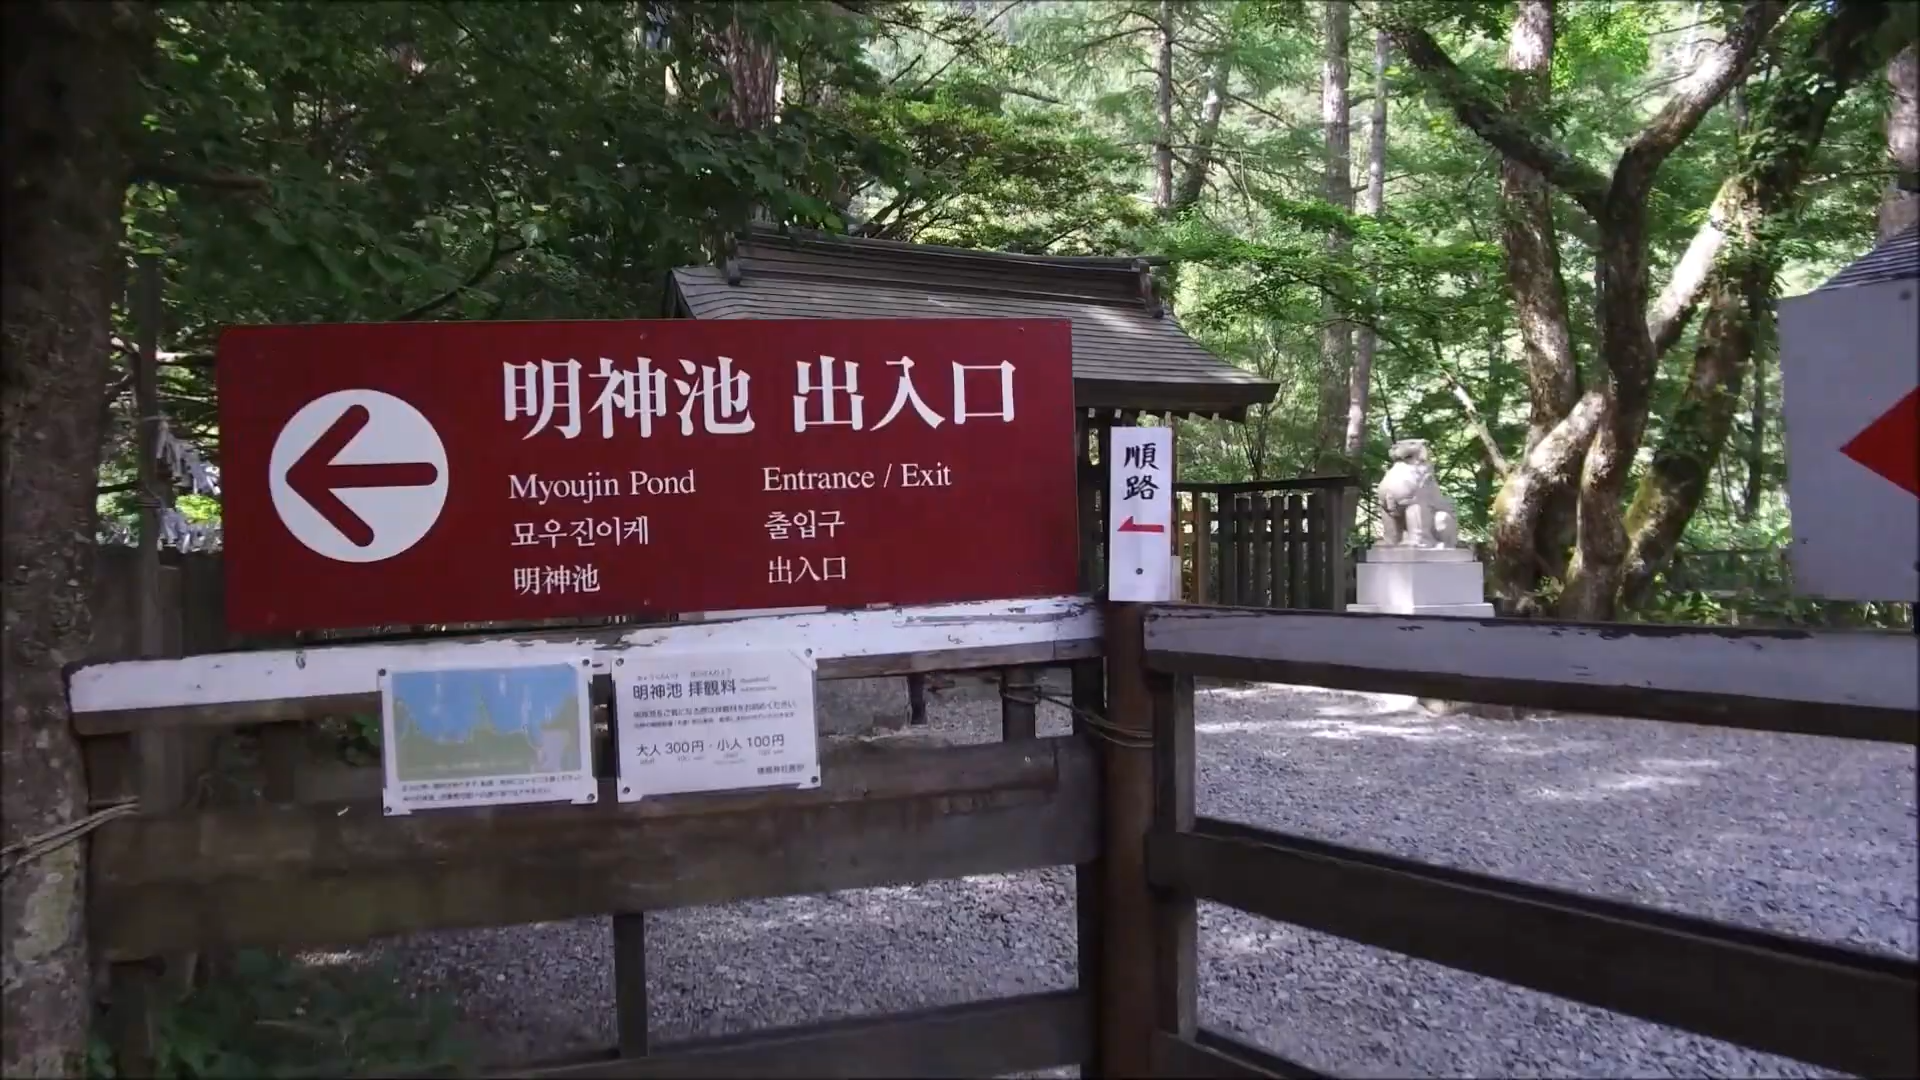 明神池 出入口
Myoujin Pond Entrance / Exit
묘우진이케 출입구
明神池 出入口
順路
明神池 拝観料
大人 300円・小人 100円